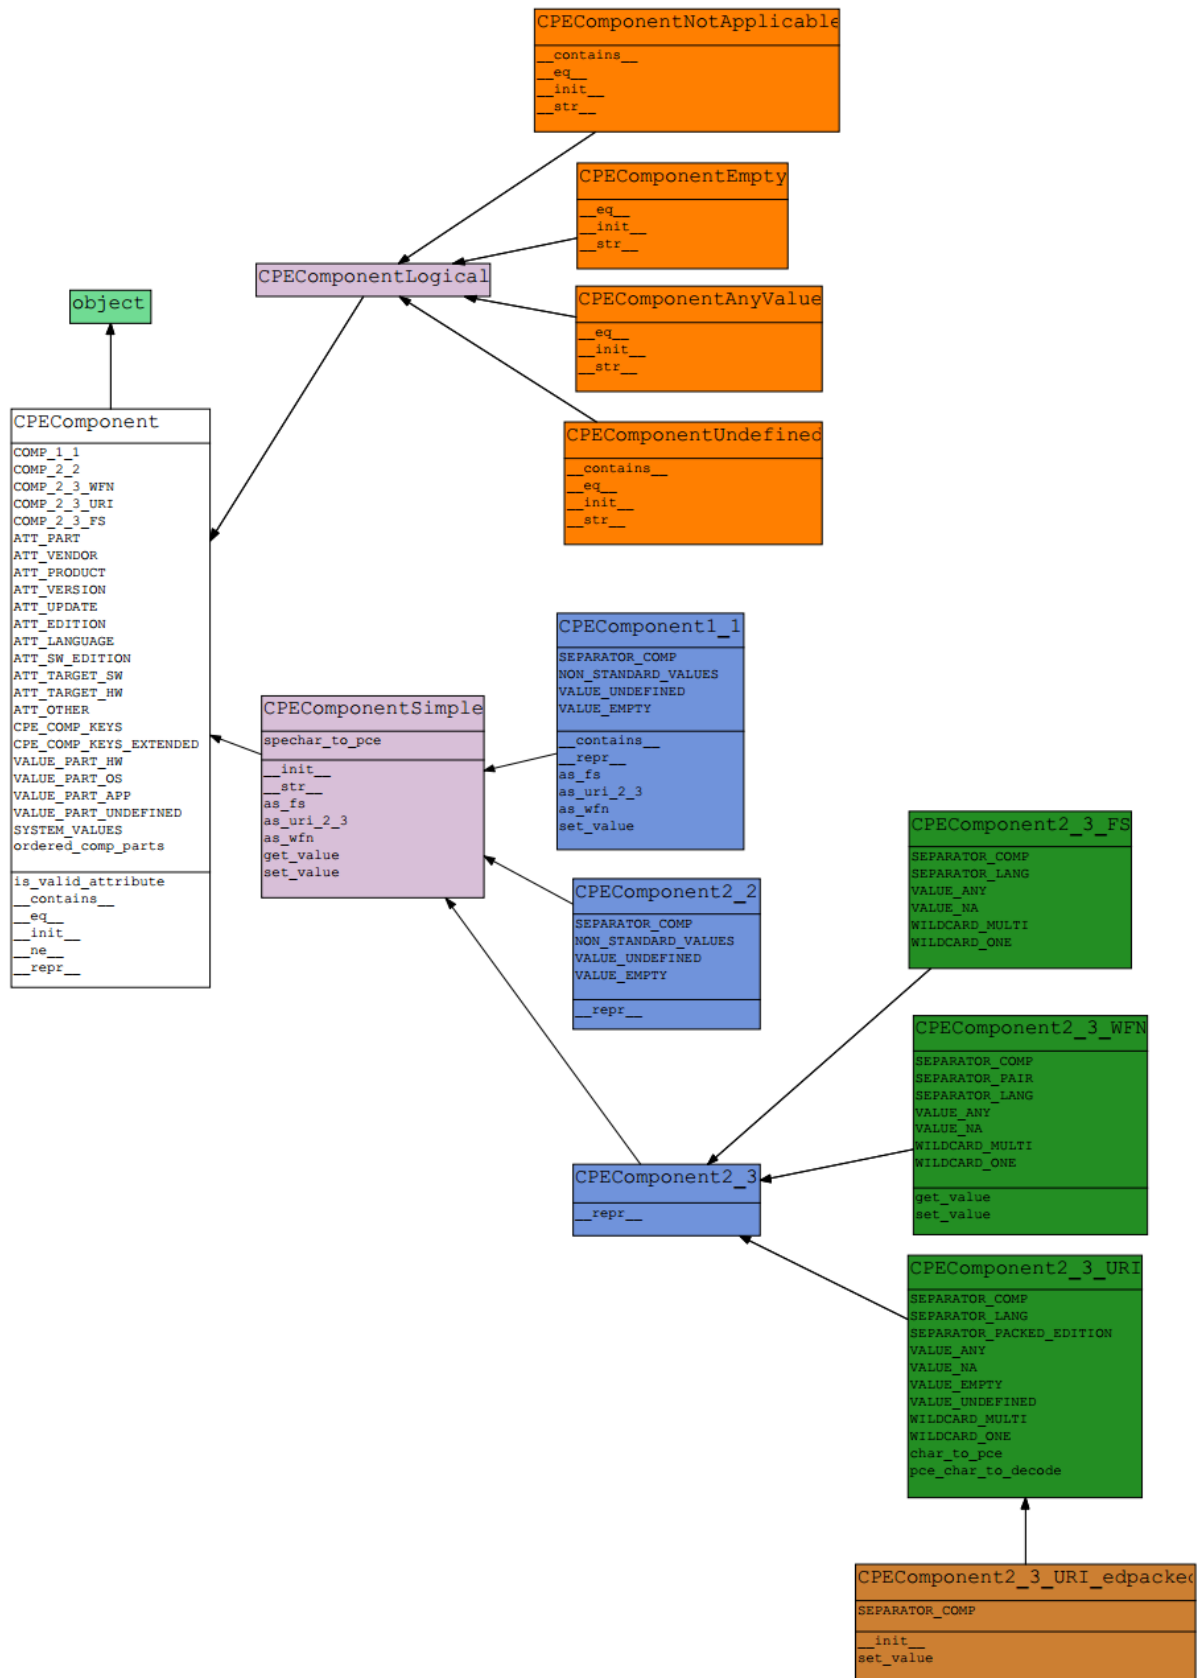 CPEComponentNotApplicable
__contains__
__eq__
__init__
__str__
CPEComponentEmpty
__eq__
__init__
__str__
CPEComponentLogical
object
CPEComponentAnyValue
__eq__
__init__
__str__
CPEComponent
COMP_1_1
COMP_2_2
COMP_2_3_WFN
COMP_2_3_URI
COMP_2_3_FS
ATT_PART
ATT_VENDOR
ATT_PRODUCT
ATT_VERSION
ATT_UPDATE
ATT_EDITION
ATT_LANGUAGE
ATT_SW_EDITION
ATT_TARGET_SW
ATT_TARGET_HW
ATT_OTHER
CPE_COMP_KEYS
CPE_COMP_KEYS_EXTENDED
VALUE_PART_HW
VALUE_PART_OS
VALUE_PART_APP
VALUE_PART_UNDEFINED
SYSTEM_VALUES
ordered_comp_parts
is_valid_attribute
__contains__
__eq__
__init__
__ne__
__repr__
CPEComponentUndefined
__contains__
__eq__
__init__
__str__
CPEComponentSimple
spechar_to_pce
__init__
__str__
as_fs
as_uri_2_3
as_wfn
get_value
set_value
CPEComponent1_1
SEPARATOR_COMP
NON_STANDARD_VALUES
VALUE_UNDEFINED
VALUE_EMPTY
__contains__
__repr__
as_fs
as_uri_2_3
as_wfn
set_value
CPEComponent2_2
SEPARATOR_COMP
NON_STANDARD_VALUES
VALUE_UNDEFINED
VALUE_EMPTY
__repr__
CPEComponent2_3_FS
SEPARATOR_COMP
SEPARATOR_LANG
VALUE_ANY
VALUE_NA
WILDCARD_MULTI
WILDCARD_ONE
CPEComponent2_3_WFN
SEPARATOR_COMP
SEPARATOR_PAIR
SEPARATOR_LANG
VALUE_ANY
VALUE_NA
WILDCARD_MULTI
WILDCARD_ONE
get_value
set_value
CPEComponent2_3
__repr__
CPEComponent2_3_URI
SEPARATOR_COMP
SEPARATOR_LANG
SEPARATOR_PACKED_EDITION
VALUE_ANY
VALUE_NA
VALUE_EMPTY
VALUE_UNDEFINED
WILDCARD_MULTI
WILDCARD_ONE
char_to_pce
pce_char_to_decode
CPEComponent2_3_URI_edpacked
SEPARATOR_COMP
__init__
set_value